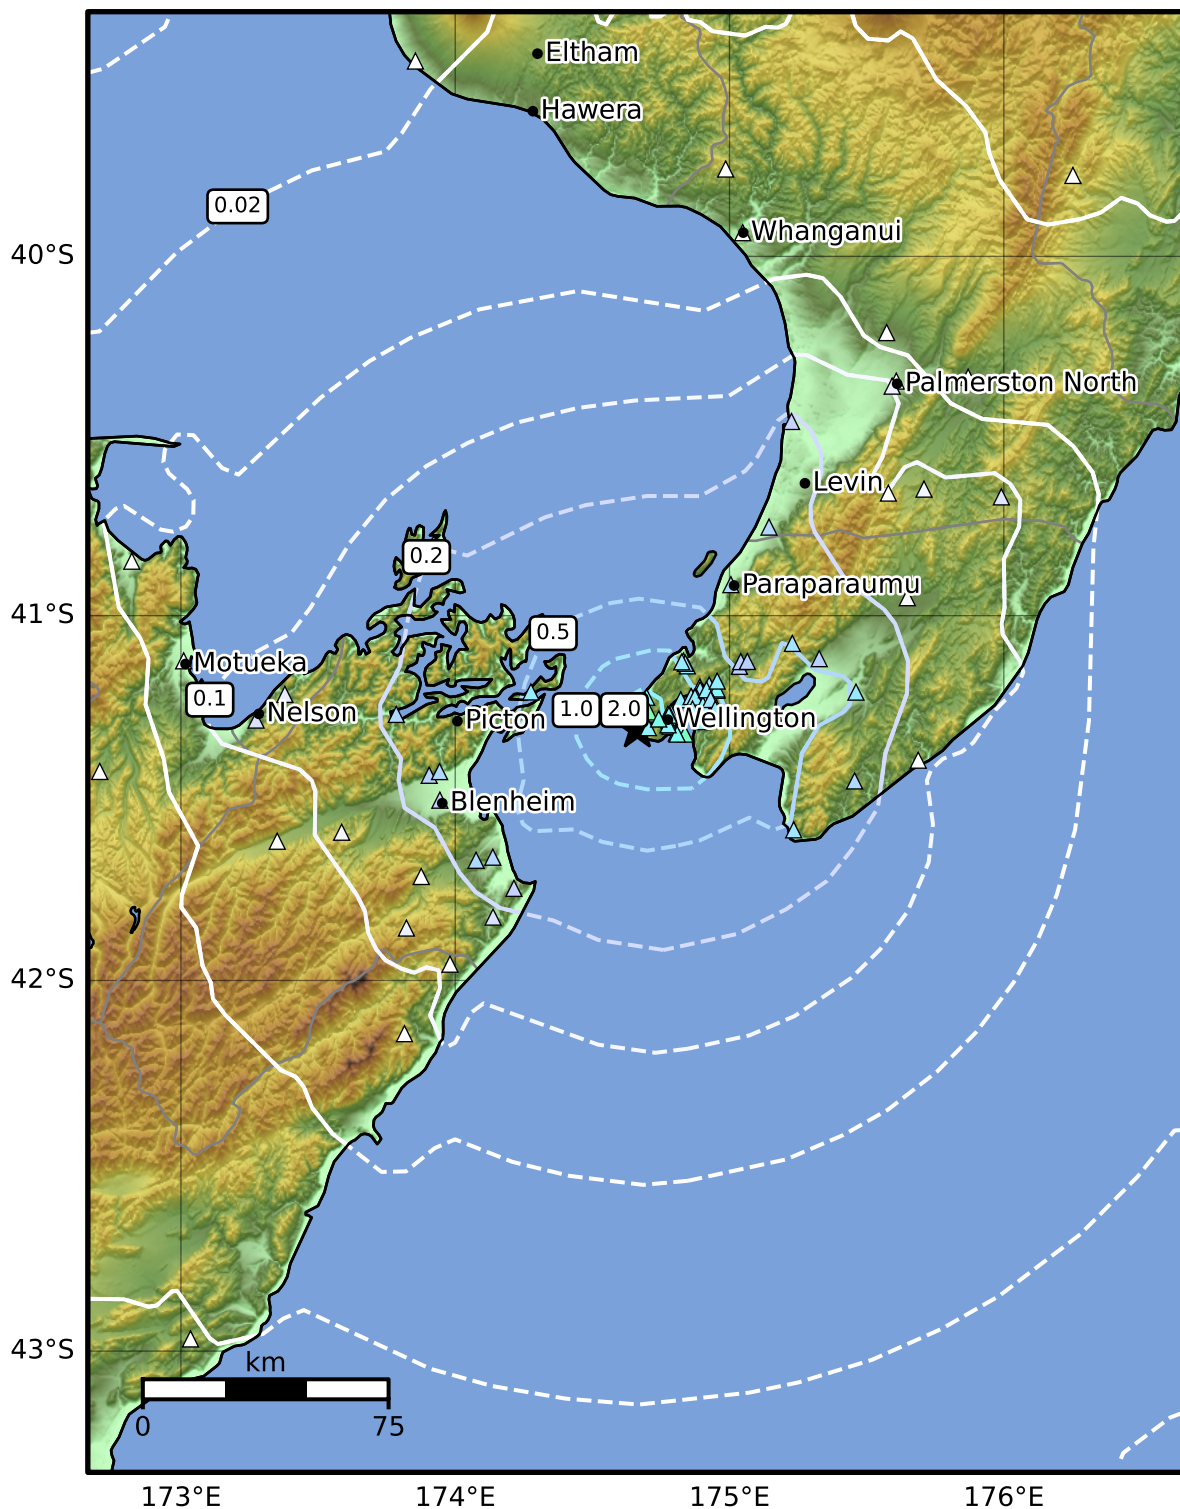 Eltham
Hawera
0.02
Whanganui
40°S
Palmerston North
Levin
0.2
Paraparaumu
41°S
0.5
Motueka
0.1
Nelson
Picton
1.0
2.0
Wellington
Blenheim
42°S
43°S
km
0
75
173°E
174°E
175°E
176°E